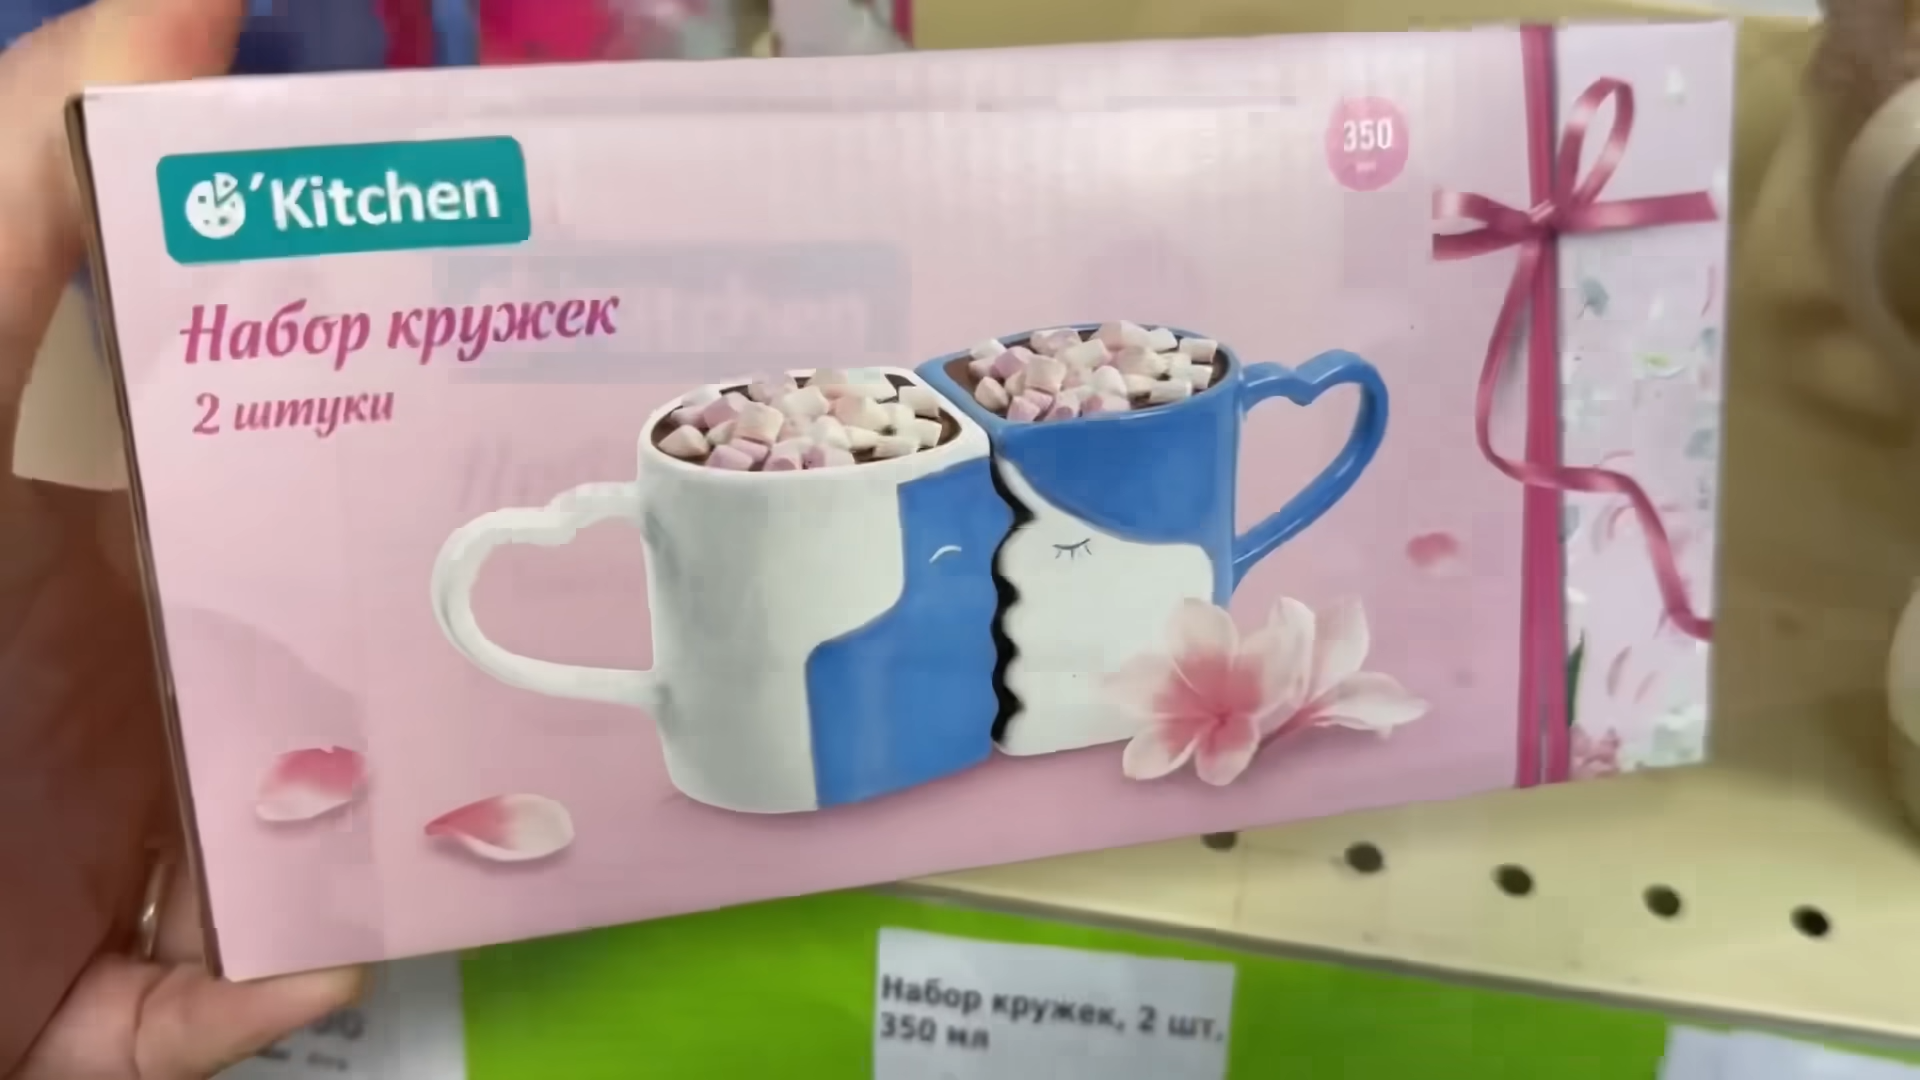 'Kitchen
350
Набор кружек
2 штуки
Набор кружек, 2 шт.
350 мл